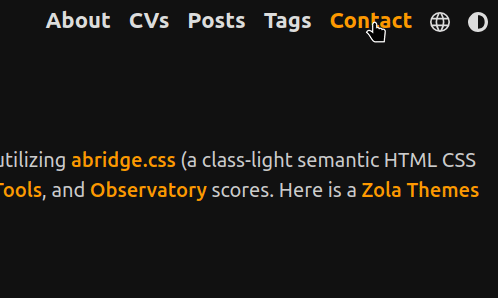 About CVs Posts Tags Contact
utilizing abridge.css (a class-light semantic HTML CSS
Tools, and Observatory scores. Here is a Zola Themes